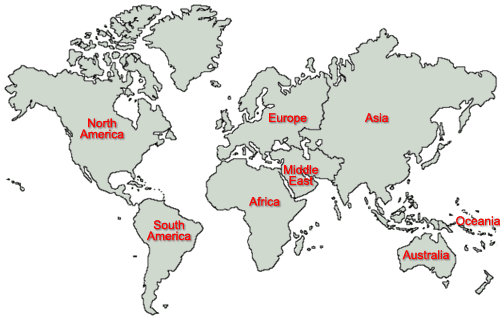 North
America
Europe
Asia
Middle
East
Africa
South
America
Oceania
Australia